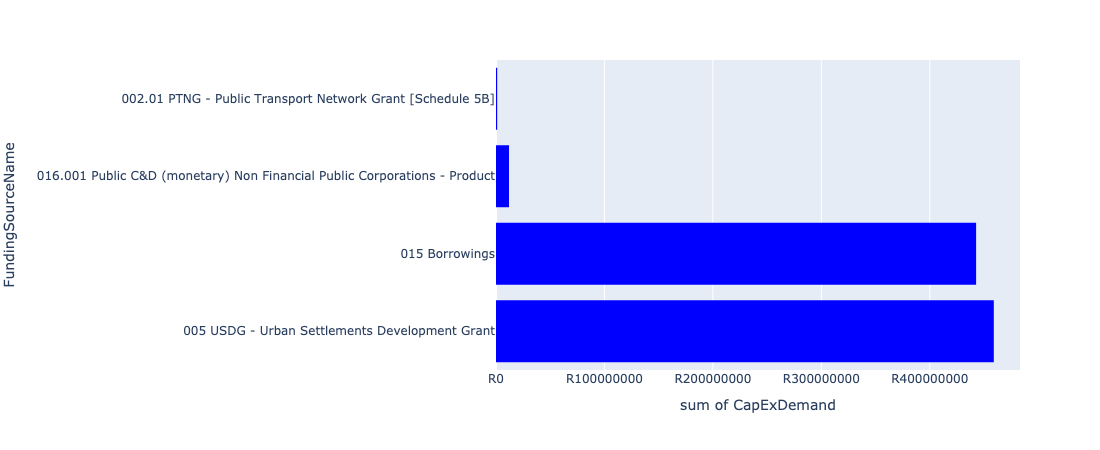 FundingSourceName
002.01 PTNG - Public Transport Network Grant [Schedule 5B]
016.001 Public C&D (monetary) Non Financial Public Corporations - Product
015 Borrowings
005 USDG - Urban Settlements Development Grant
R0 R100000000 R200000000 R300000000 R400000000
sum of CapExDemand